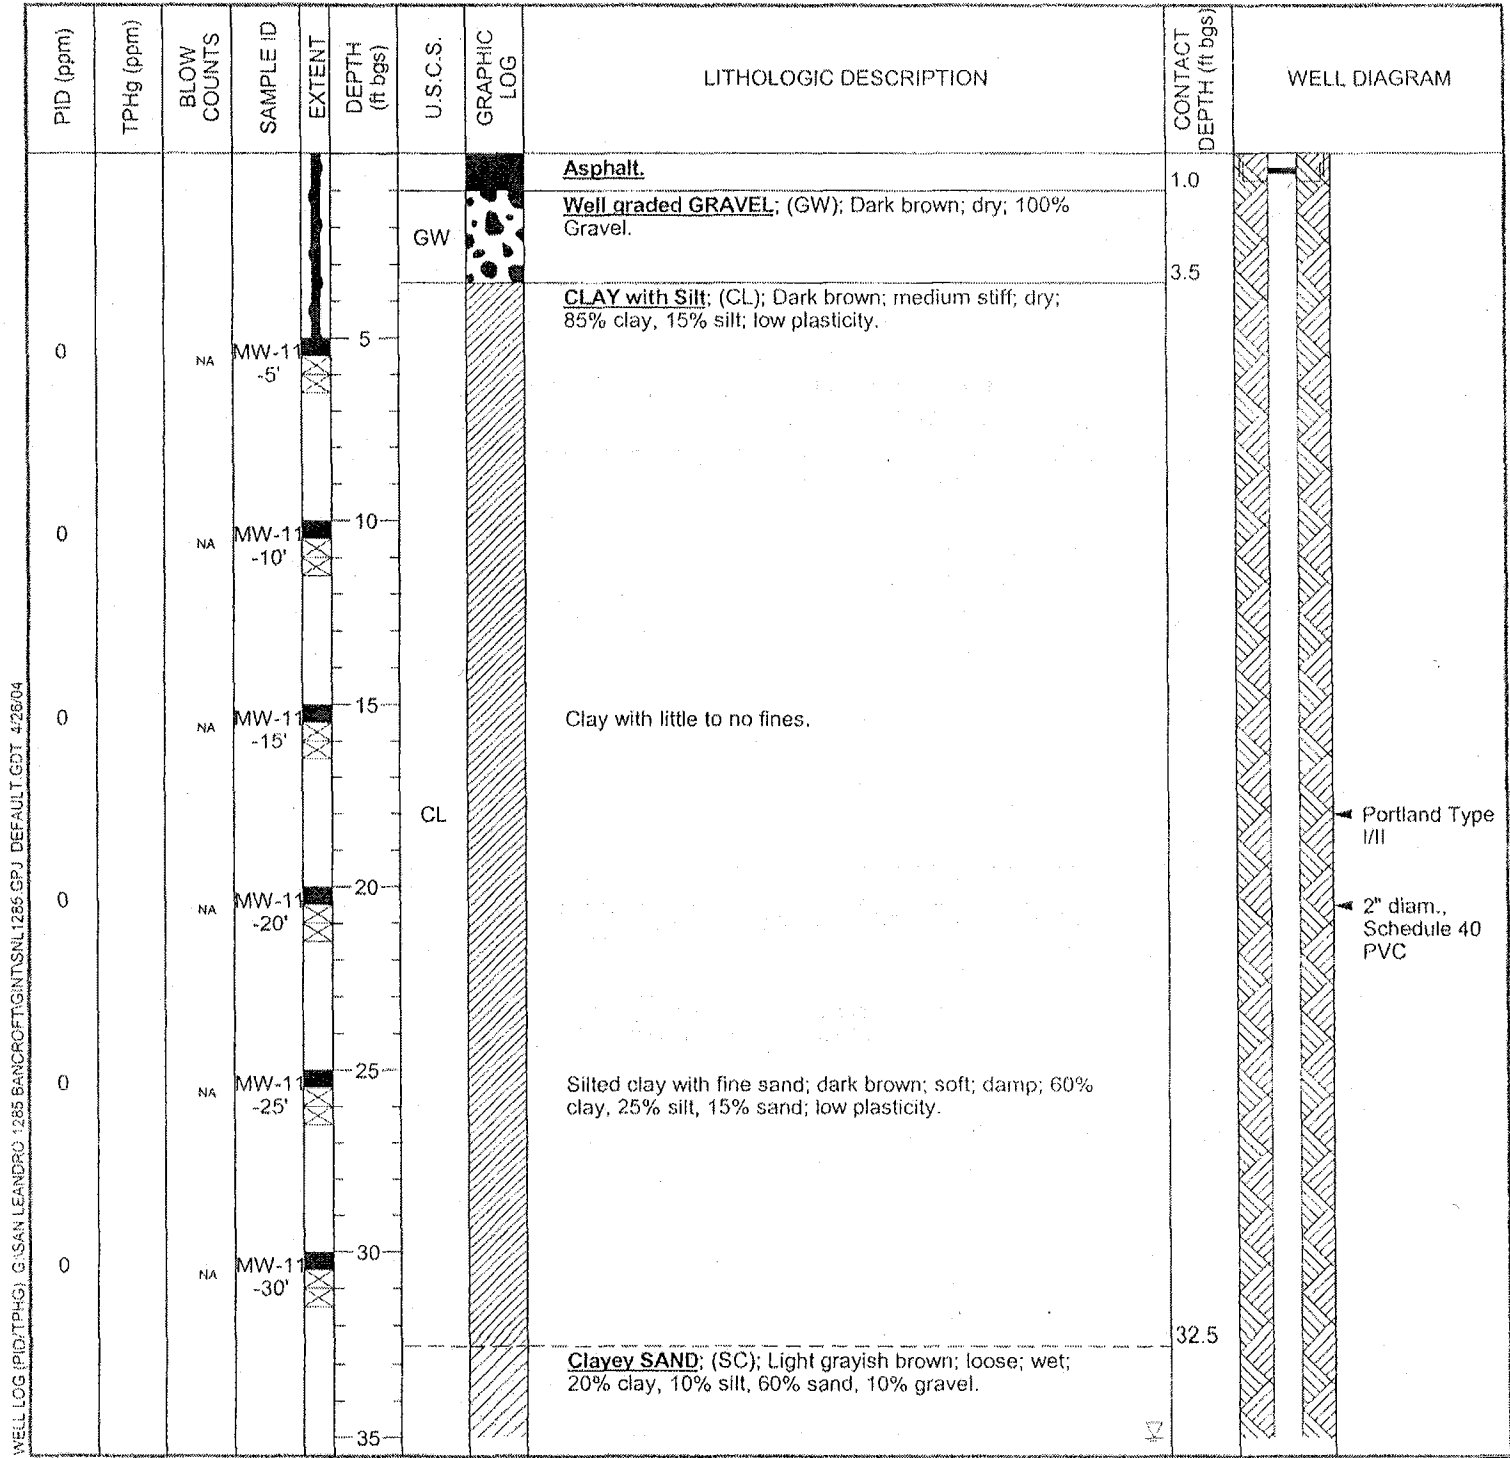 PID (ppm)
TPHg (ppm)
BLOW
COUNTS
SAMPLE ID
EXTENT
DEPTH
(ft bgs)
U.S.C.S.
GRAPHIC
LOG
LITHOLOGIC DESCRIPTION
CONTACT
DEPTH (ft bgs)
WELL DIAGRAM
Asphalt.
1.0
Well graded GRAVEL; (GW); Dark brown; dry; 100%
Gravel.
GW
3.5
CLAY with Silt; (CL); Dark brown; medium stiff; dry;
85% clay, 15% silt; low plasticity.
5
0
NA
MW-11
-5'
10
0
NA
MW-11
-10'
15
0
NA
MW-11
-15'
Clay with little to no fines.
CL
Portland Type
I/II
20
0
NA
MW-11
-20'
2" diam.,
Schedule 40
PVC
25
0
NA
MW-11
-25'
Silted clay with fine sand; dark brown; soft; damp; 60%
clay, 25% silt, 15% sand; low plasticity.
30
0
NA
MW-11
-30'
32.5
Clayey SAND; (SC); Light grayish brown; loose; wet;
20% clay, 10% silt, 60% sand, 10% gravel.
35
WELL LOG (PID/TPHG) G:\SAN LEANDRO 1285 BANCROFT\GINT\SNL1285.GPJ DEFAULT.GDT 4/26/04